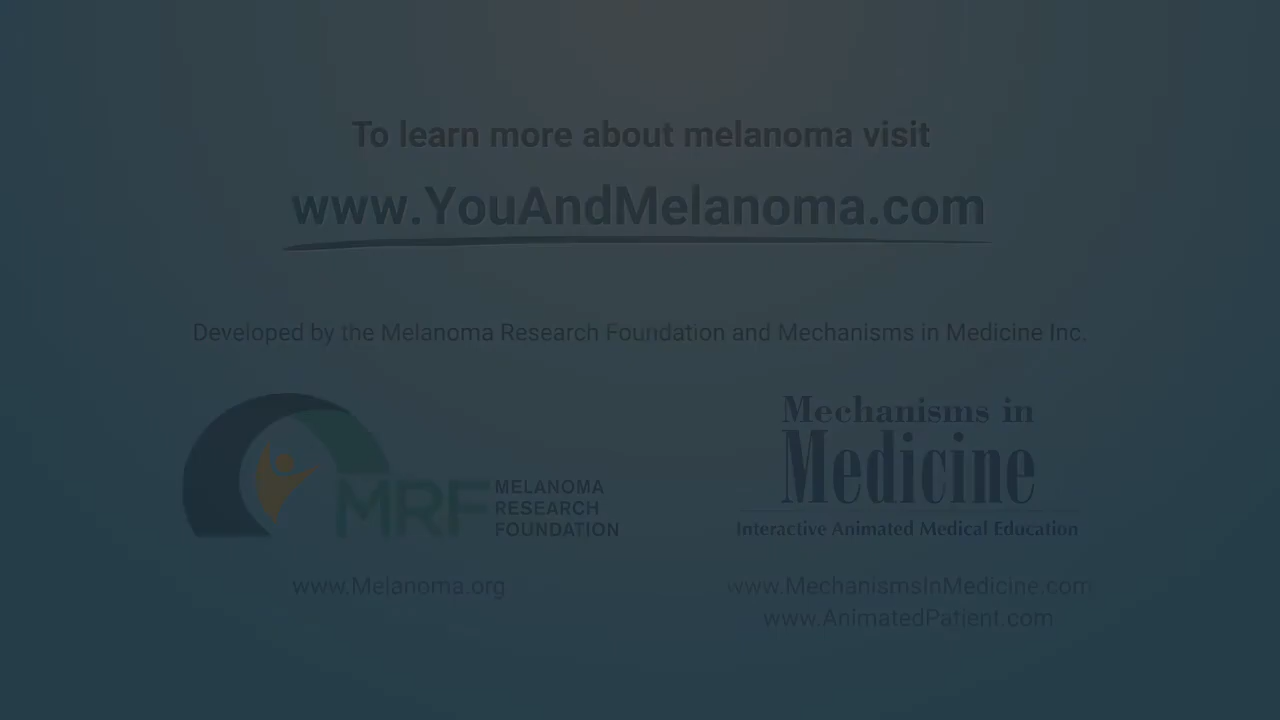 To learn more about melanoma visit
www.YouAndMelanoma.com
Developed by the Melanoma Research Foundation and Mechanisms in Medicine Inc.
MRF
MELANOMA
RESEARCH
FOUNDATION
www.Melanoma.org
Mechanisms in
Medicine
Interactive Animated Medical Education
www.MechanismsInMedicine.com
www.AnimatedPatient.com